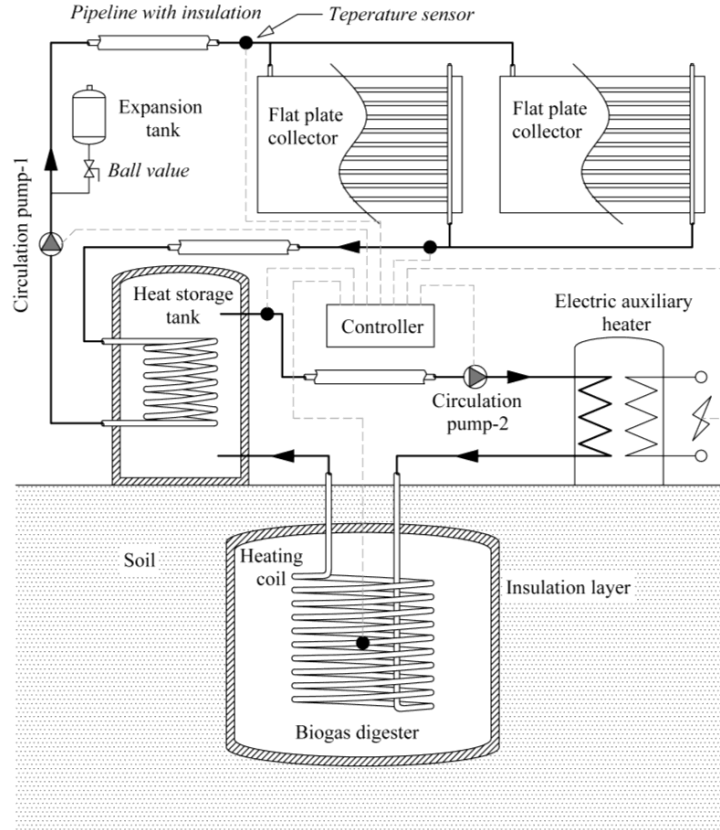 Pipeline with insulation
Teperature sensor
Expansion
tank
Ball value
Flat plate
collector
Flat plate
collector
Circulation pump-1
Heat storage
tank
Controller
Electric auxiliary
heater
Circulation
pump-2
Soil
Heating
coil
Insulation layer
Biogas digester